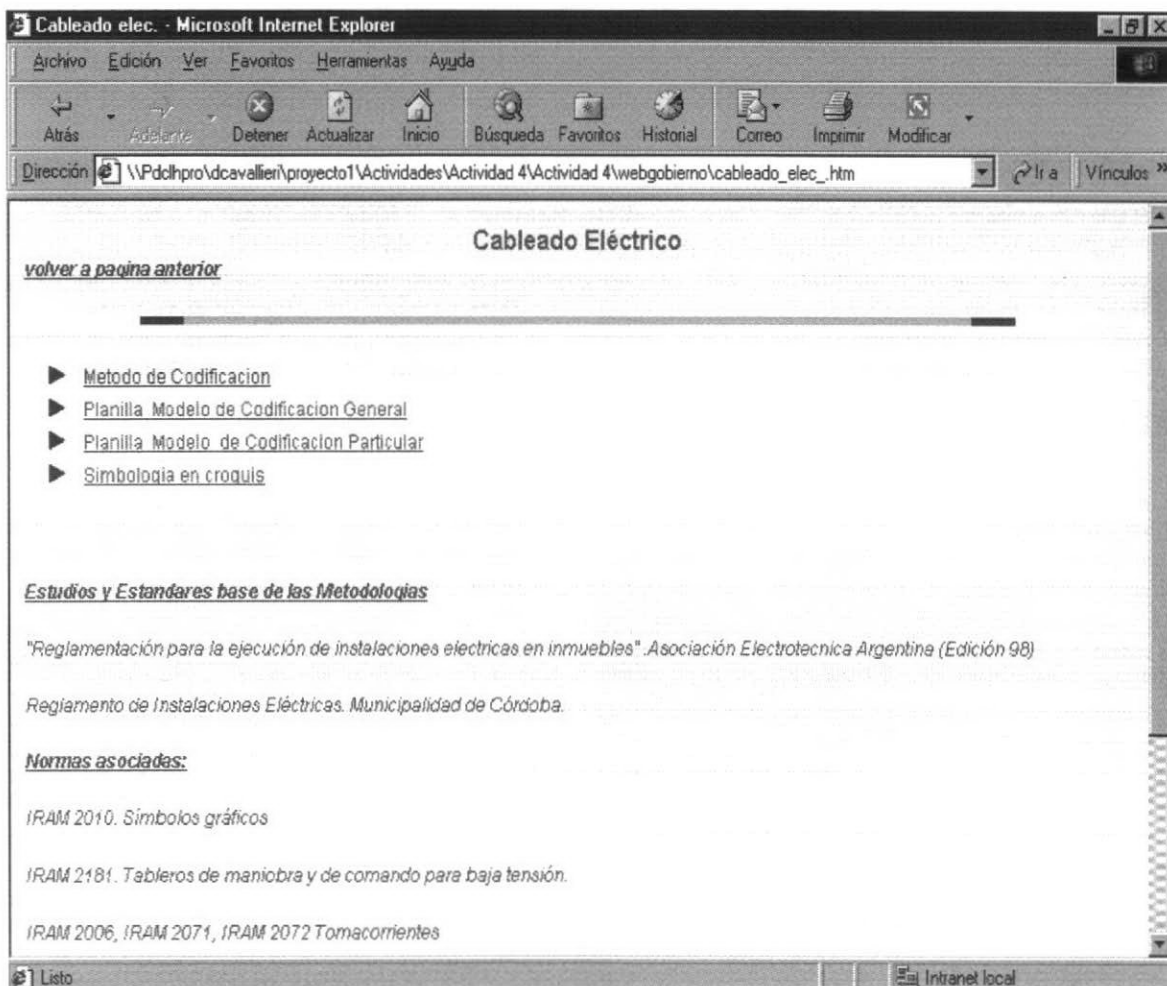 Cableado elec. - Microsoft Internet Explorer
Archivo Edición Ver Favoritos Herramientas Ayuda
Atrás Adelante Detener Actualizar Inicio Búsqueda Favoritos Historial Correo Imprimir Modificar
Dirección \\Pdclhpro\dcavallieri\proyecto1\Actividades\Actividad 4\Actividad 4\webgobierno\cableado_elec_.htm Ir a Vínculos »
Cableado Eléctrico
volver a pagina anterior
Metodo de Codificacion
Planilla Modelo de Codificacion General
Planilla Modelo de Codificacion Particular
Simbologia en croquis
Estudios y Estandares base de las Metodologias
"Reglamentación para la ejecución de instalaciones electricas en inmuebles" .Asociación Electrotecnica Argentina (Edición 98)
Reglamento de Instalaciones Eléctricas. Municipalidad de Córdoba.
Normas asociadas:
IRAM 2010. Símbolos gráficos
IRAM 2181. Tableros de maniobra y de comando para baja tensión.
IRAM 2006, IRAM 2071, IRAM 2072 Tomacorrientes
Listo Intranet local